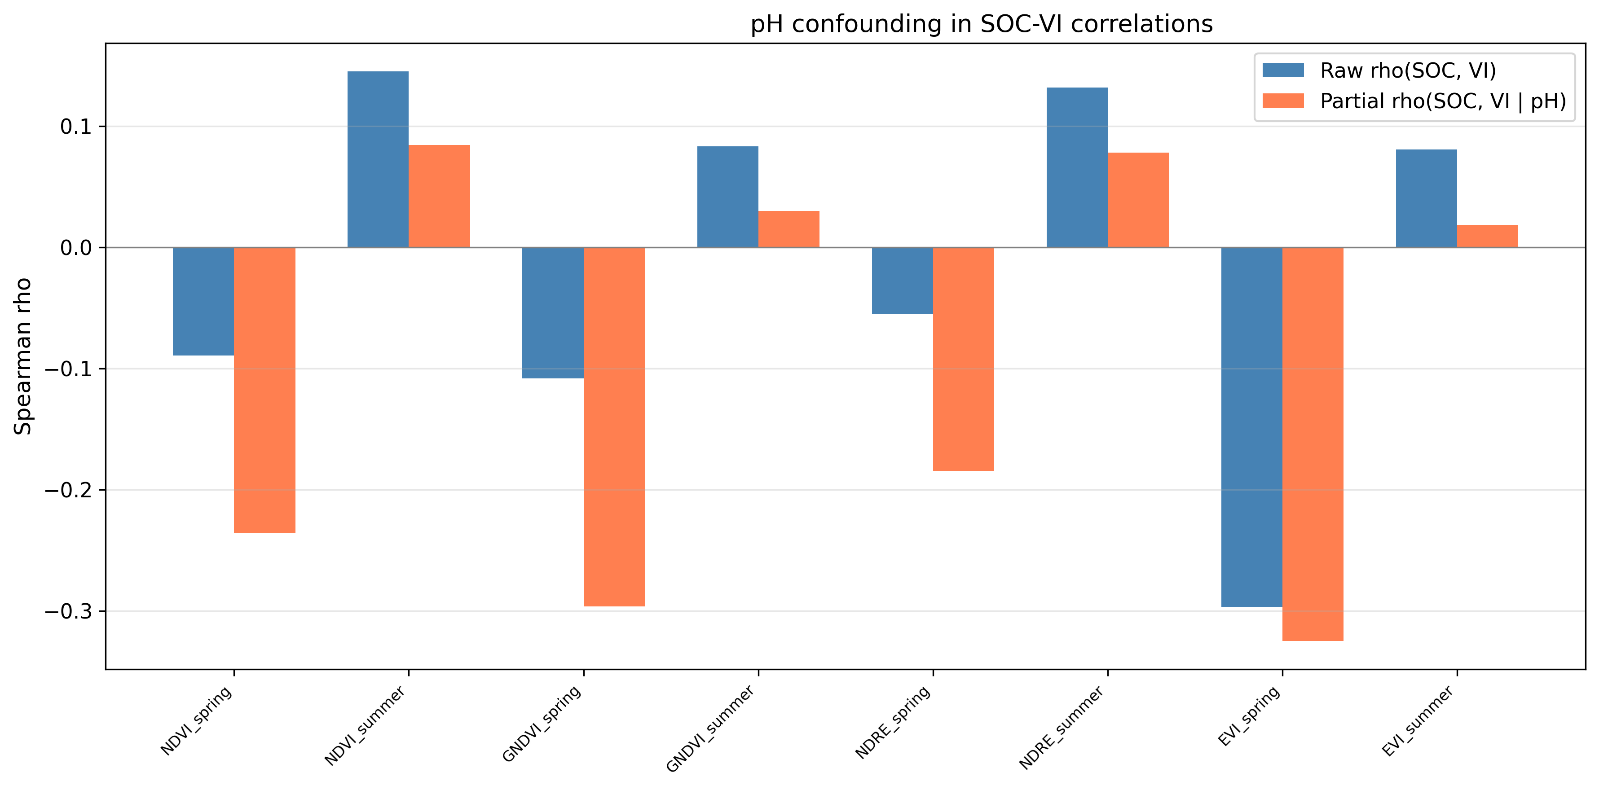 pH confounding in SOC-VI correlations
Raw rho(SOC, VI)
Partial rho(SOC, VI | pH)
Spearman rho
0.1
0.0
−0.1
−0.2
−0.3
NDVI_spring
NDVI_summer
GNDVI_spring
GNDVI_summer
NDRE_spring
NDRE_summer
EVI_spring
EVI_summer